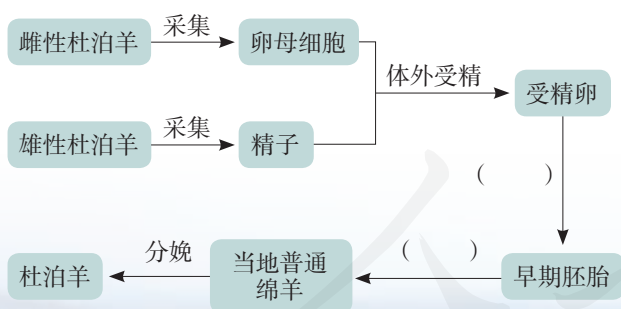 雌性杜泊羊
采集
卵母细胞
体外受精
受精卵
雄性杜泊羊
采集
精子
(　　)
杜泊羊
分娩
当地普通
绵羊
(　　)
早期胚胎